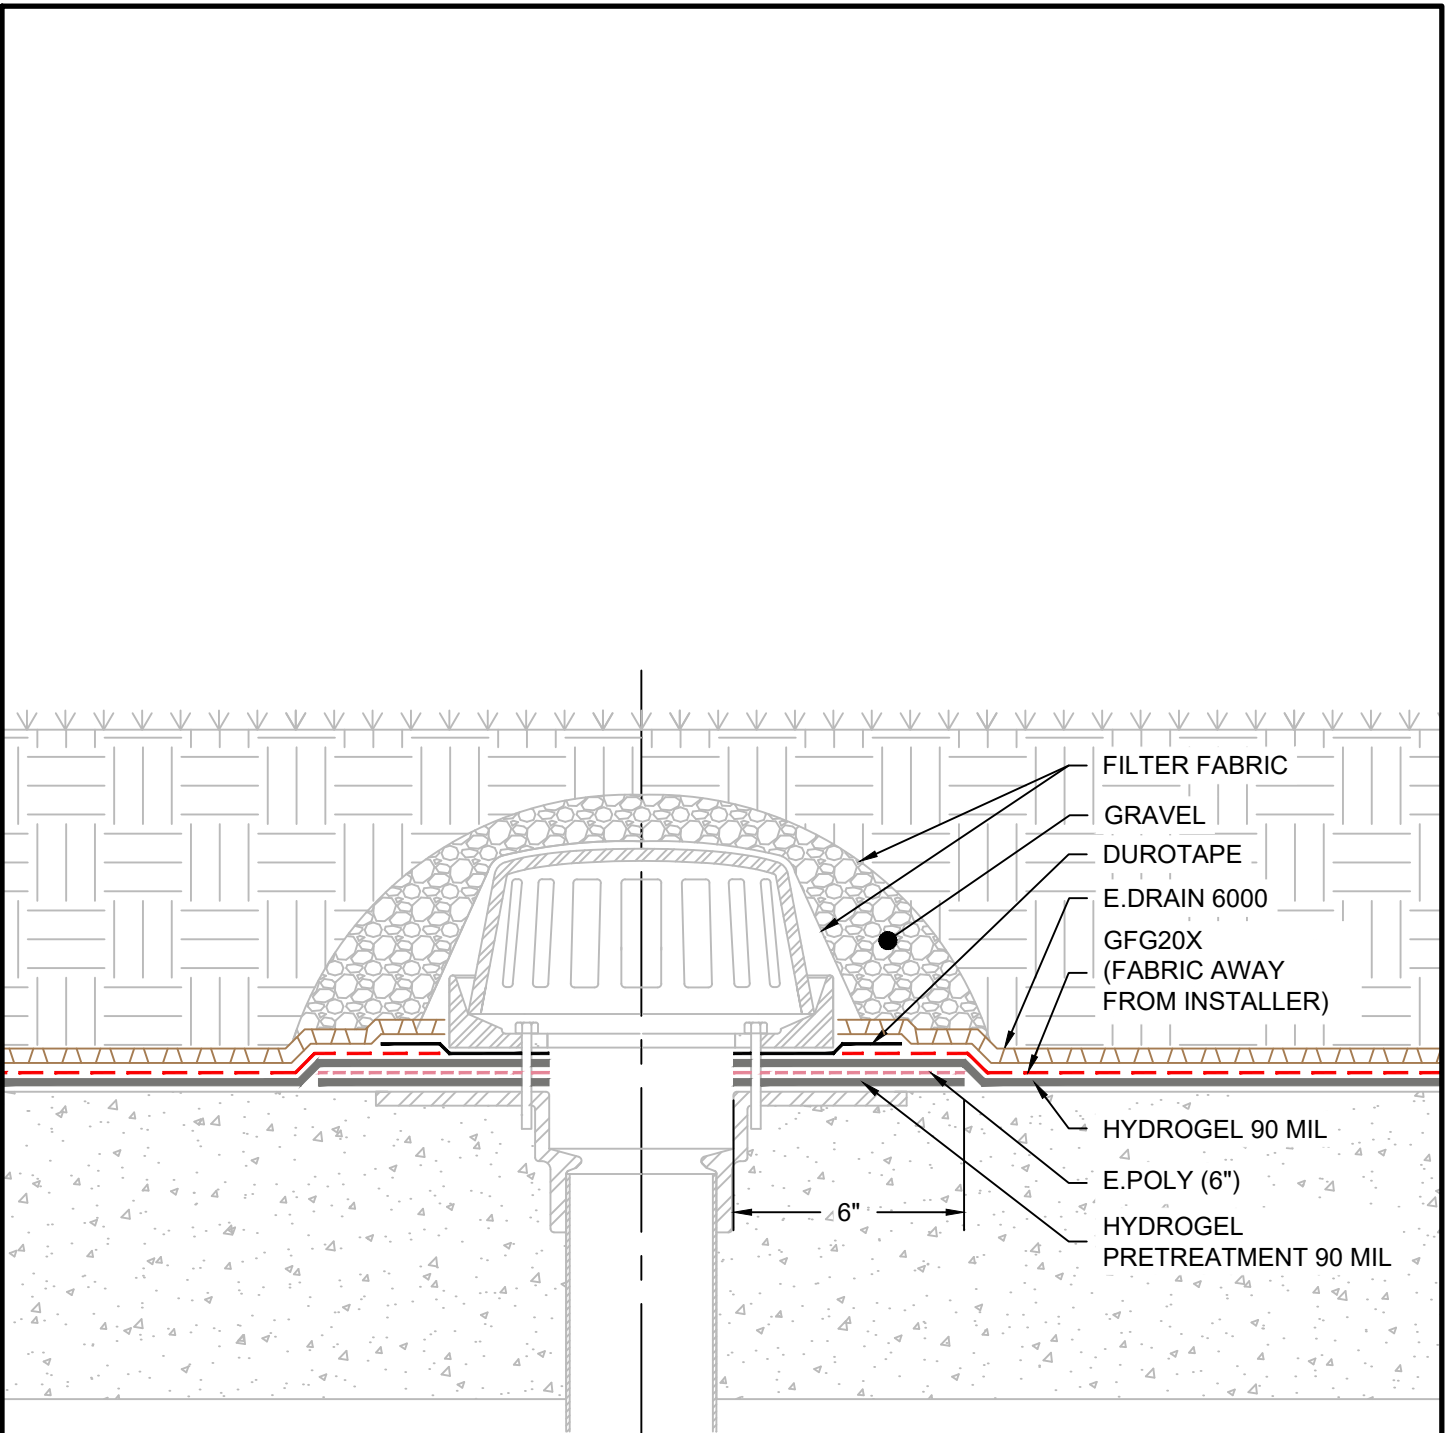 FILTER FABRIC
GRAVEL
DUROTAPE
E.DRAIN 6000
GFG20X
(FABRIC AWAY
FROM INSTALLER)
HYDROGEL 90 MIL
E.POLY (6")
6"
HYDROGEL
PRETREATMENT 90 MIL